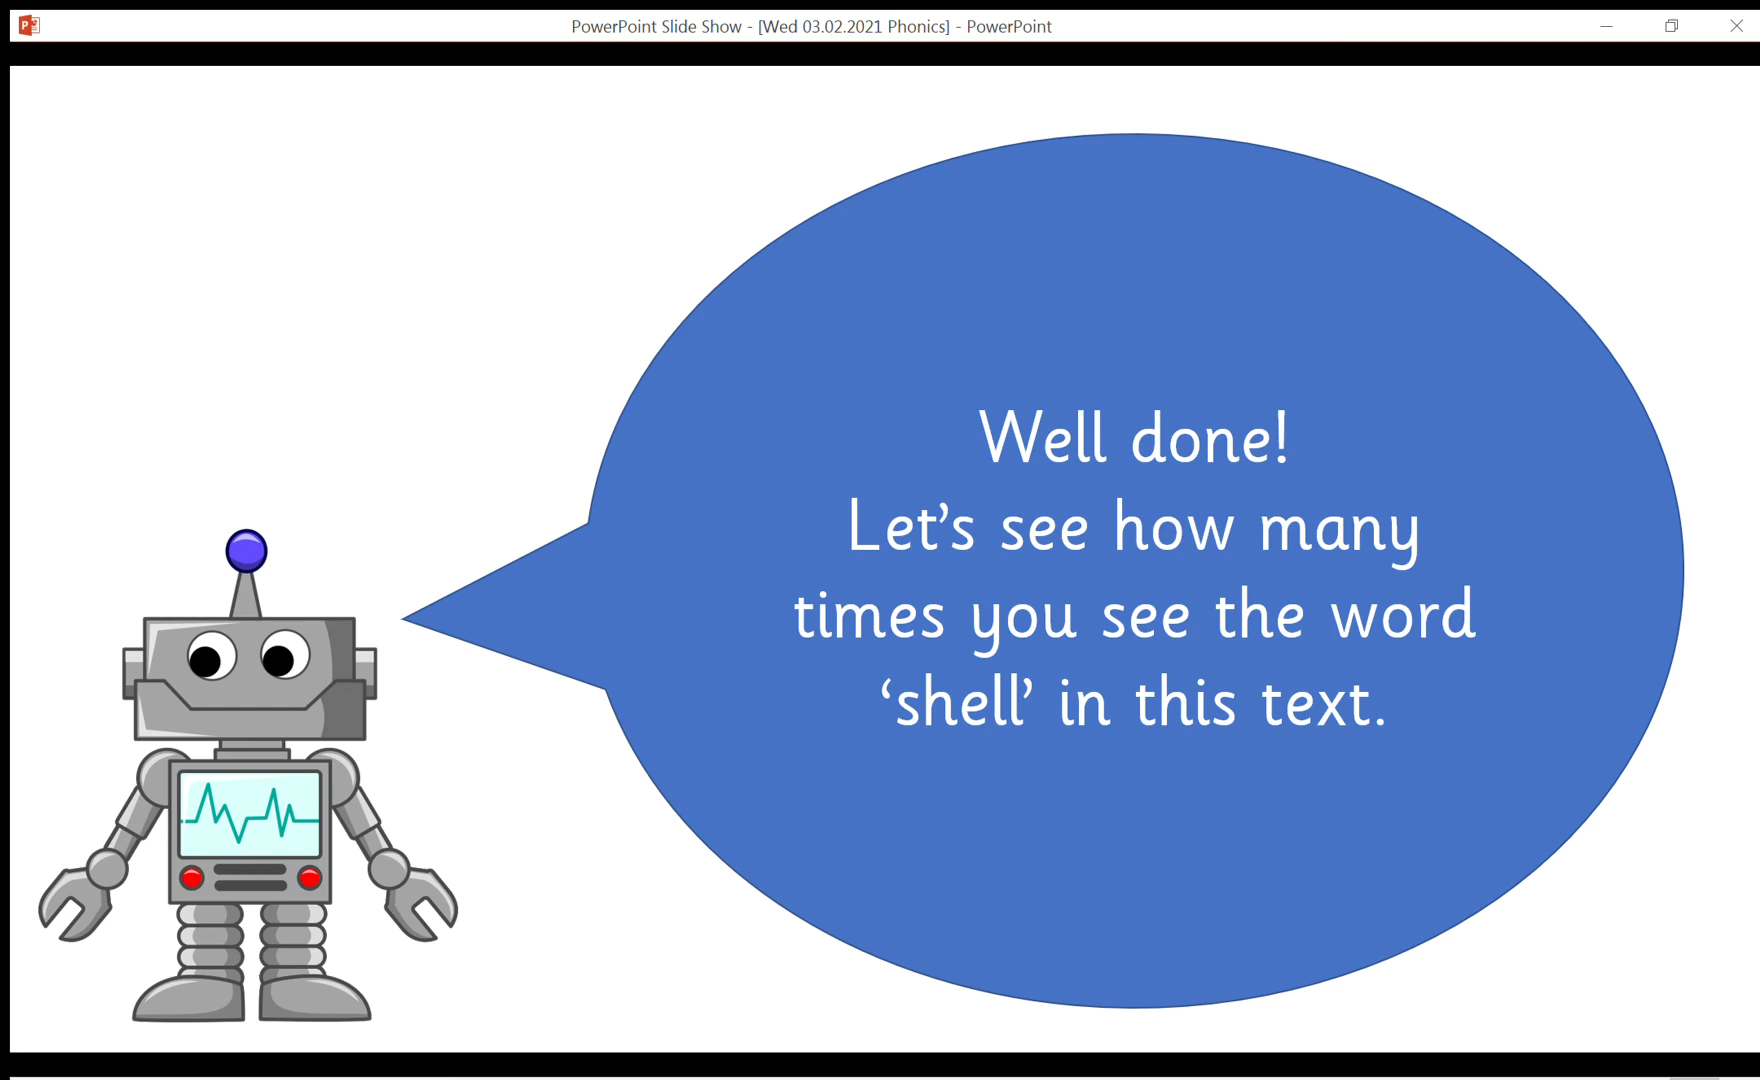 PowerPoint Slide Show - [Wed 03.02.2021 Phonics] - PowerPoint
Well done!
Let’s see how many
times you see the word
‘shell’ in this text.